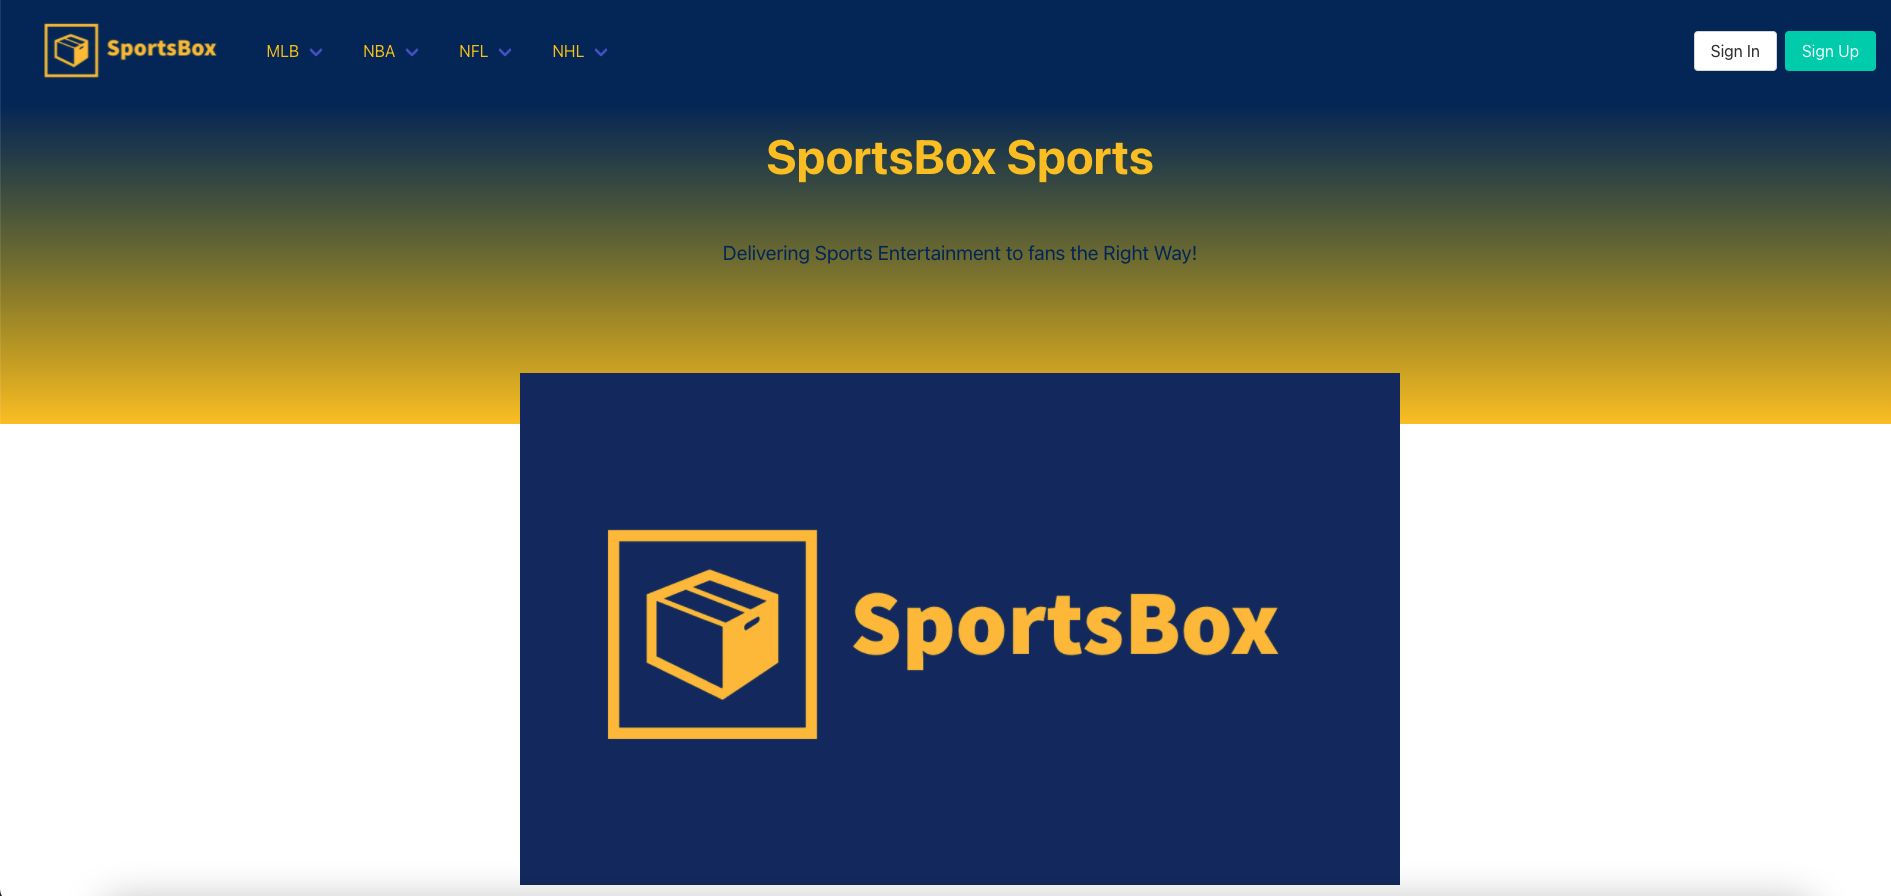 SportsBox
MLB
NBA
NFL
NHL
Sign In
Sign Up
SportsBox Sports
Delivering Sports Entertainment to fans the Right Way!
SportsBox